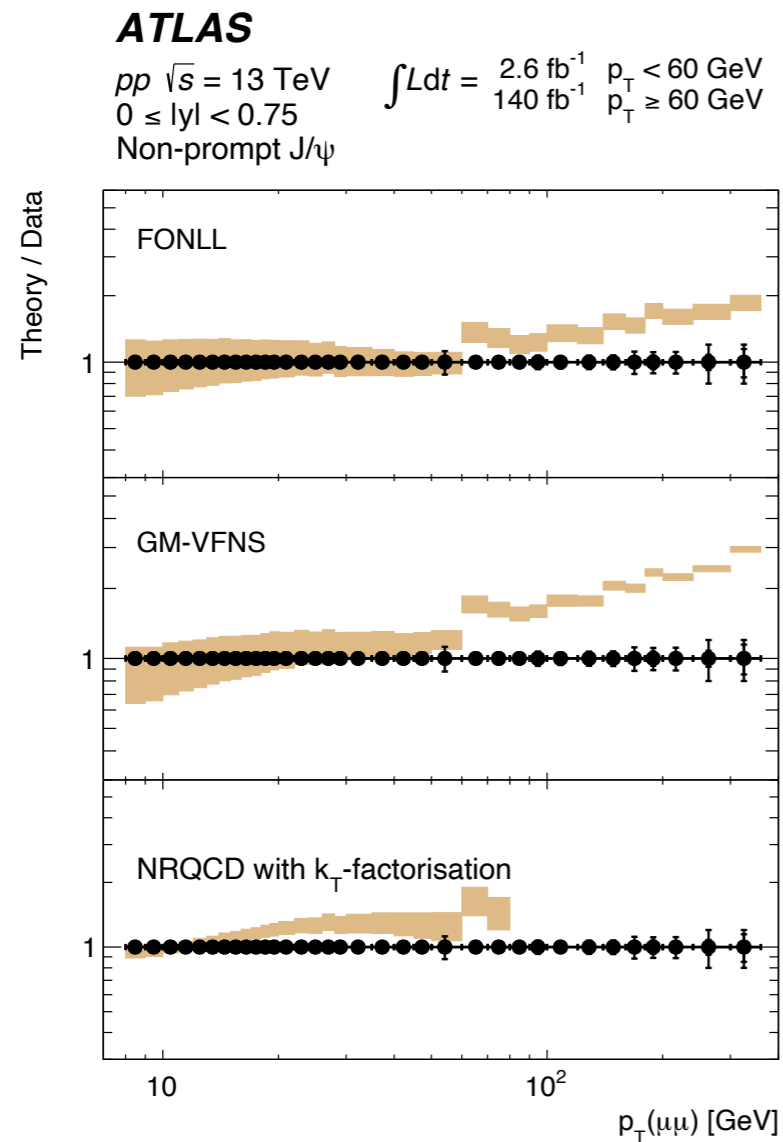 ATLAS
pp √s = 13 TeV
∫Ldt = 2.6 fb⁻¹ p_T < 60 GeV
140 fb⁻¹ p_T ≥ 60 GeV
0 ≤ |y| < 0.75
Non-prompt J/ψ
Theory / Data
FONLL
1
GM-VFNS
1
NRQCD with k_T-factorisation
1
10
10²
p_T(μμ) [GeV]